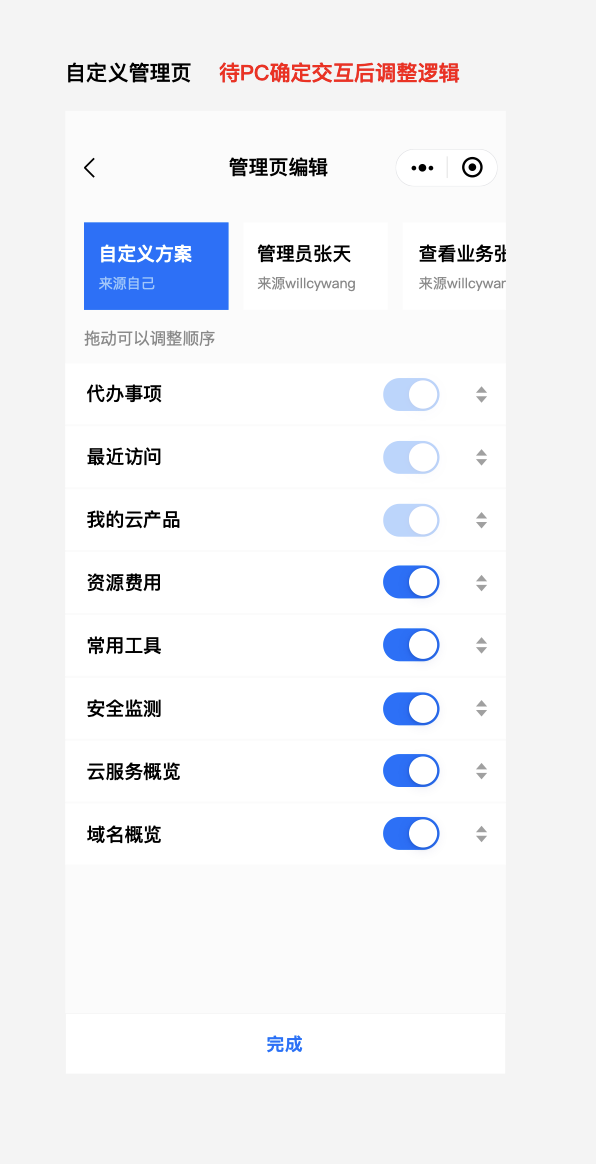 自定义管理页 待PC确定交互后调整逻辑
管理页编辑
自定义方案 管理员张天 查看业务张
来源自己 来源willcywang 来源willcywar
拖动可以调整顺序
代办事项
最近访问
我的云产品
资源费用
常用工具
安全监测
云服务概览
域名概览
完成